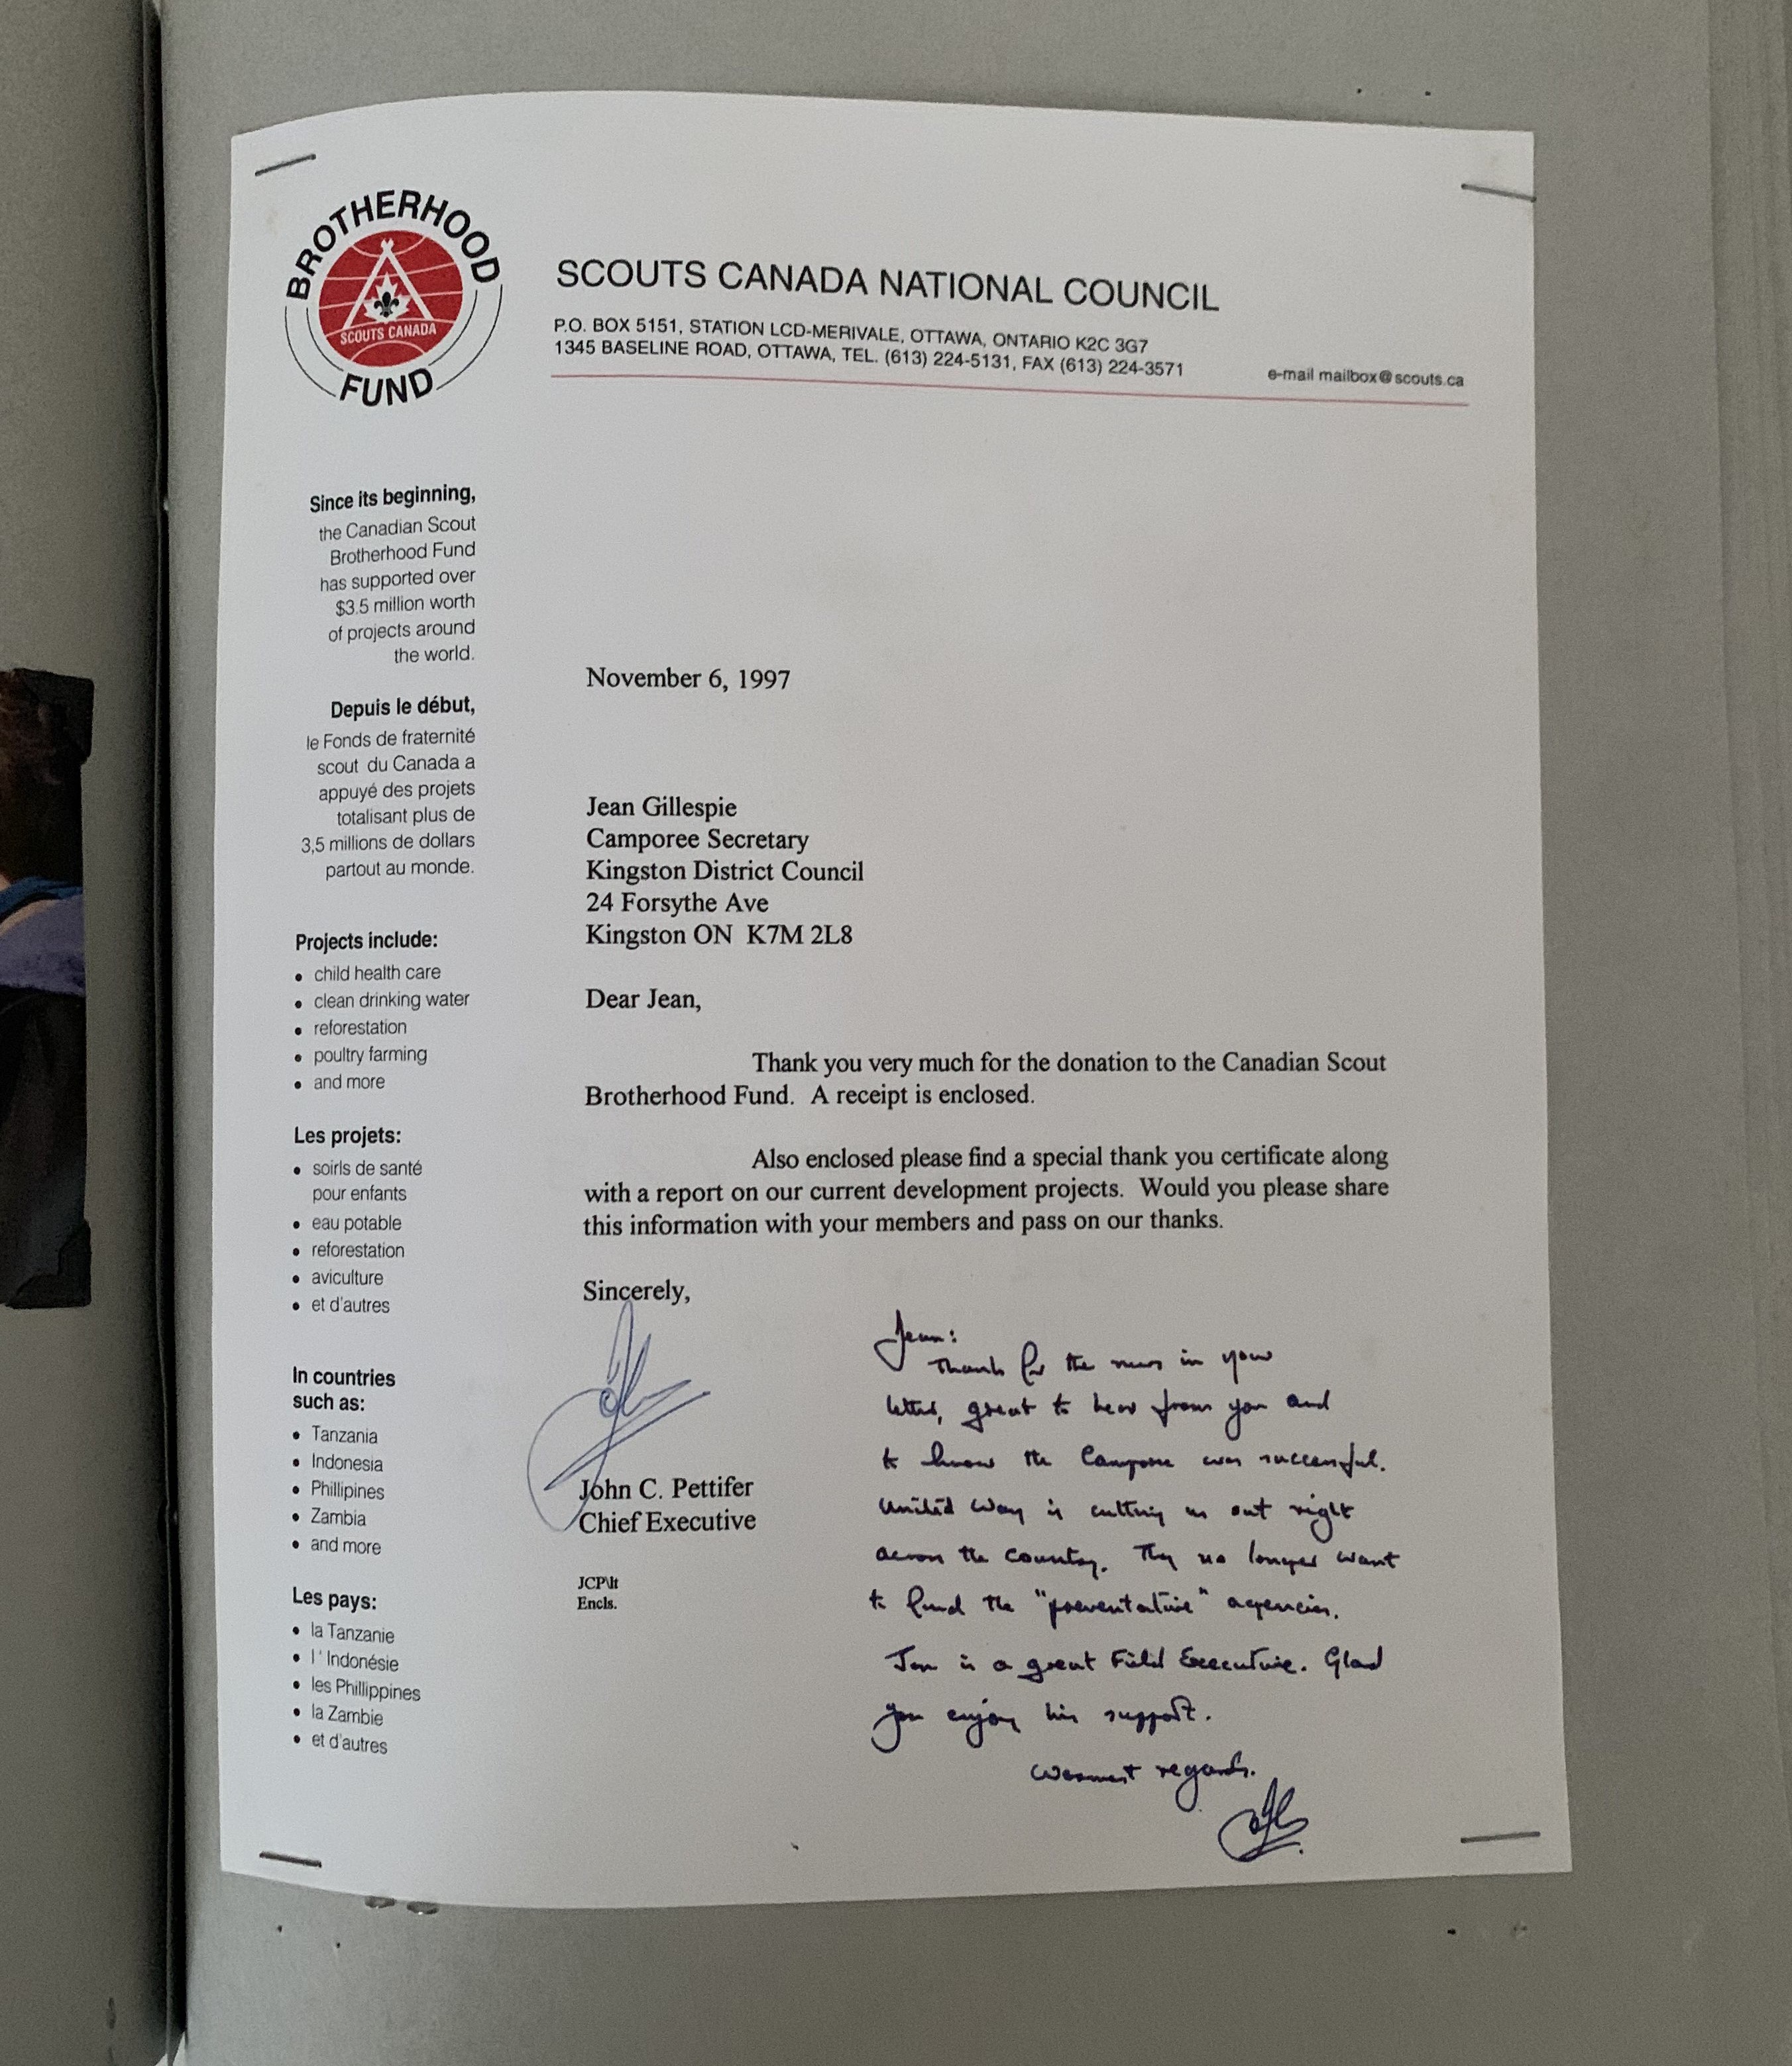 BROTHERHOOD
SCOUTS CANADA
FUND
SCOUTS CANADA NATIONAL COUNCIL
P.O. BOX 5151, STATION LCD-MERIVALE, OTTAWA, ONTARIO K2C 3G7
1345 BASELINE ROAD, OTTAWA, TEL. (613) 224-5131, FAX (613) 224-3571
e-mail mailbox@scouts.ca
Since its beginning,
the Canadian Scout
Brotherhood Fund
has supported over
$3.5 million worth
of projects around
the world.
Depuis le début,
le Fonds de fraternité
scout du Canada a
appuyé des projets
totalisant plus de
3,5 millions de dollars
partout au monde.
Projects include:
• child health care
• clean drinking water
• reforestation
• poultry farming
• and more
Les projets:
• soirls de santé
pour enfants
• eau potable
• reforestation
• aviculture
• et d'autres
In countries
such as:
• Tanzania
• Indonesia
• Phillipines
• Zambia
• and more
Les pays:
• la Tanzanie
• l'Indonésie
• les Phillippines
• la Zambie
• et d'autres
November 6, 1997
Jean Gillespie
Camporee Secretary
Kingston District Council
24 Forsythe Ave
Kingston ON K7M 2L8
Dear Jean,
Thank you very much for the donation to the Canadian Scout
Brotherhood Fund. A receipt is enclosed.
Also enclosed please find a special thank you certificate along
with a report on our current development projects. Would you please share
this information with your members and pass on our thanks.
Sincerely,
John C. Pettifer
Chief Executive
JCP\lt
Encls.
Jean:
Thanks for the news in your
letter, great to hear from you and
to know the Camporee was successful.
United Way is cutting us out right
across the country. They no longer want
to fund the "preventative" agencies.
is a great Field Executive. Glad
you enjoy his support.
Warmest regards.